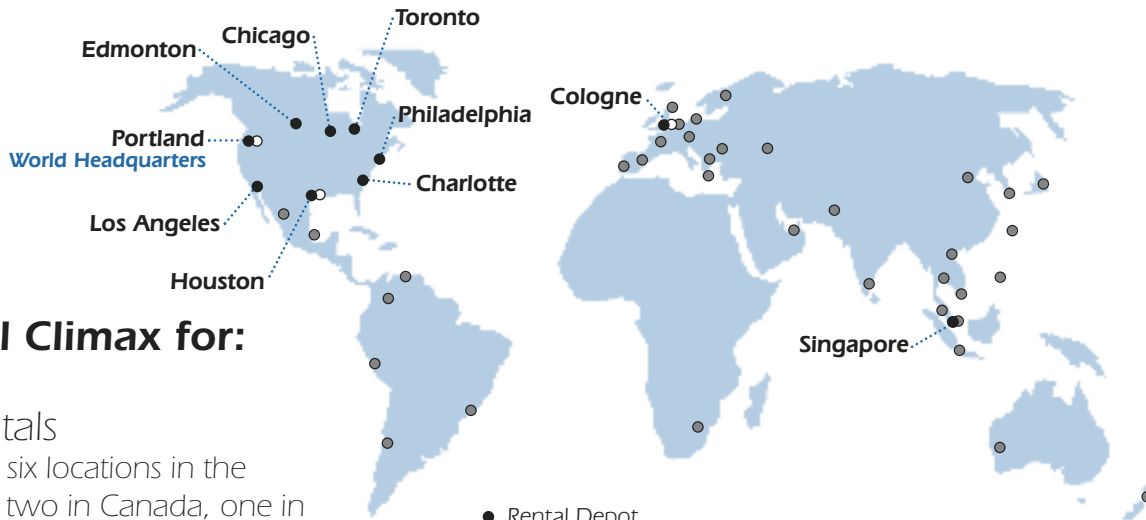 Toronto
Chicago
Edmonton
Philadelphia
Portland
World Headquarters
Charlotte
Los Angeles
Houston
Cologne
Singapore
l Climax for:
tals
six locations in the
two in Canada, one in
Rental Depot